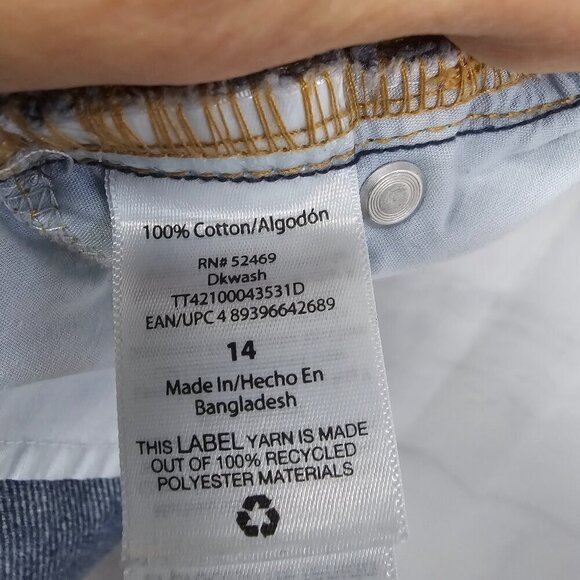 100% Cotton/Algodón
RN# 52469
Dkwash
TT42100043531D
EAN/UPC 4 89396642689
14
Made In/Hecho En
Bangladesh
THIS LABEL YARN IS MADE
OUT OF 100% RECYCLED
POLYESTER MATERIALS